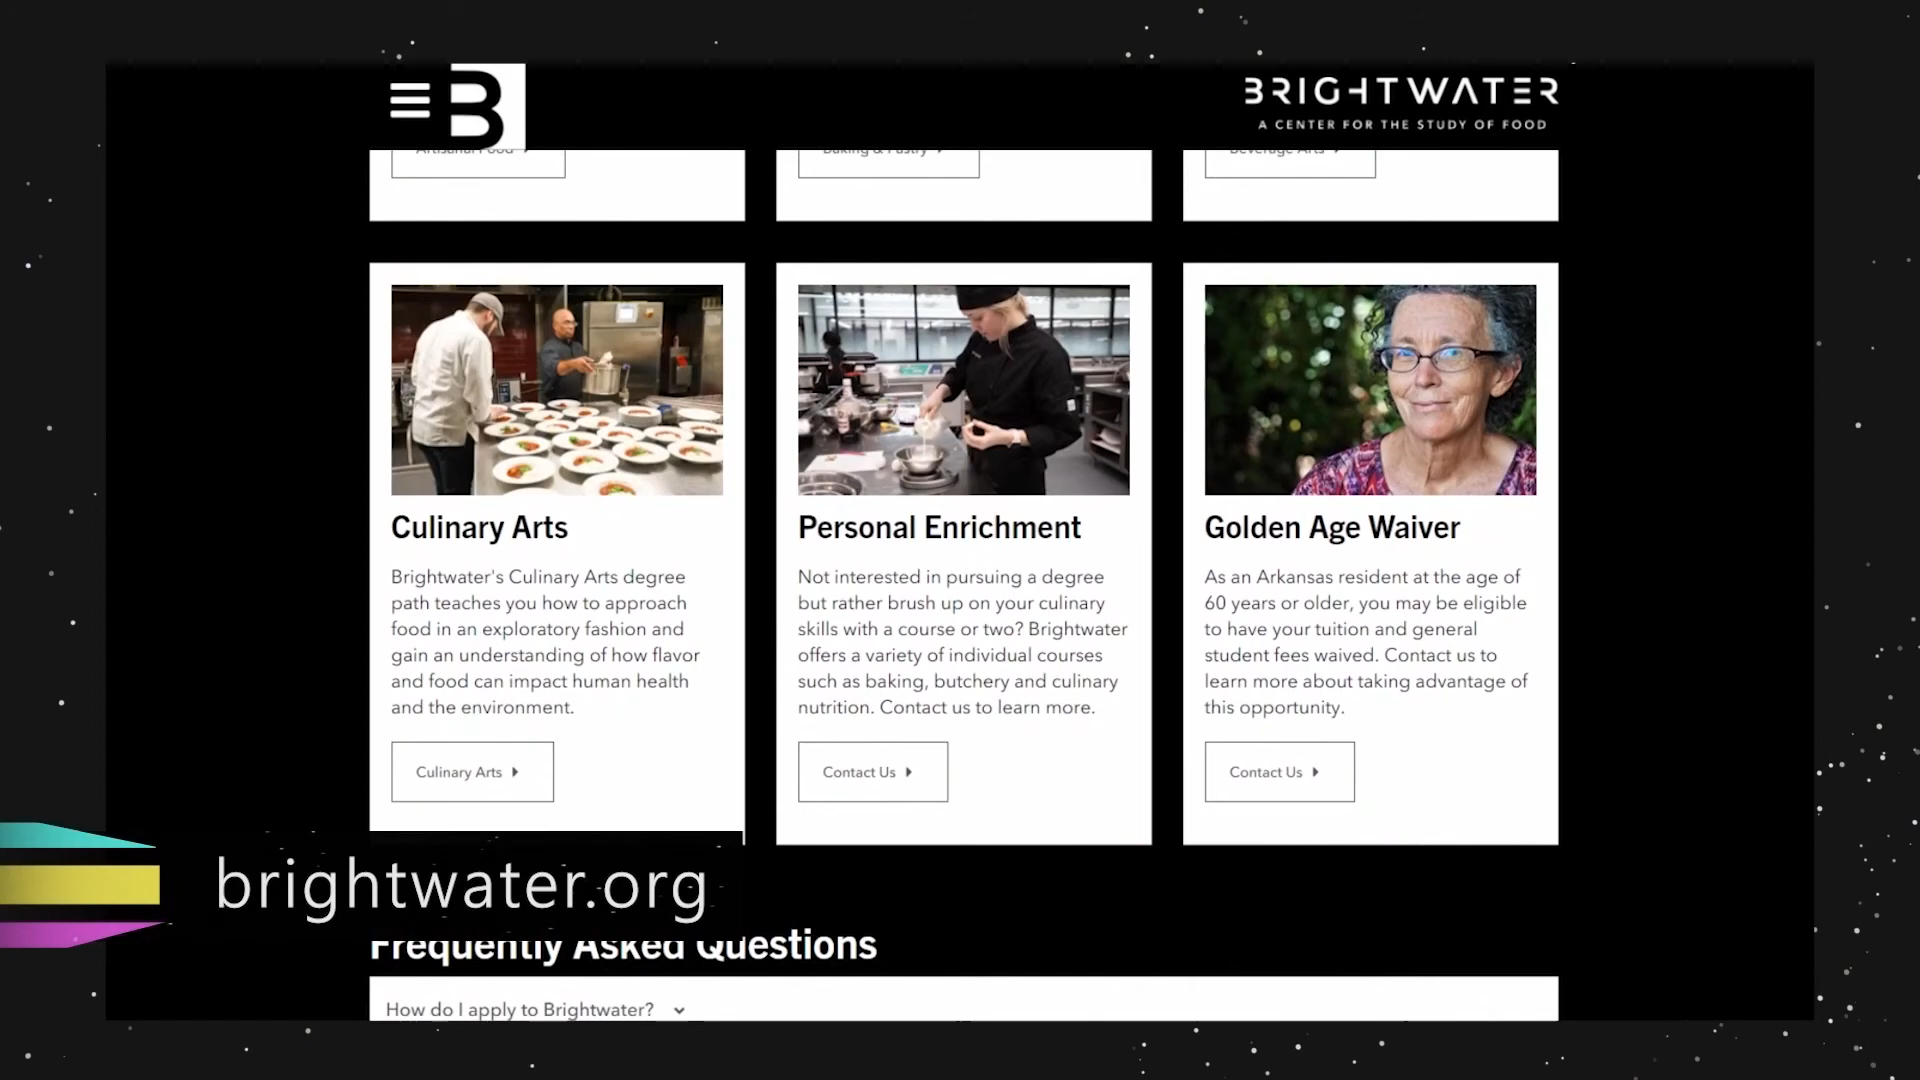 B
BRIGHTWATER
A CENTER FOR THE STUDY OF FOOD
Artisanal Food
Baking & Pastry
Beverage Arts
Culinary Arts
Brightwater's Culinary Arts degree
path teaches you how to approach
food in an exploratory fashion and
gain an understanding of how flavor
and food can impact human health
and the environment.
Culinary Arts
Personal Enrichment
Not interested in pursuing a degree
but rather brush up on your culinary
skills with a course or two? Brightwater
offers a variety of individual courses
such as baking, butchery and culinary
nutrition. Contact us to learn more.
Contact Us
Golden Age Waiver
As an Arkansas resident at the age of
60 years or older, you may be eligible
to have your tuition and general
student fees waived. Contact us to
learn more about taking advantage of
this opportunity.
Contact Us
brightwater.org
Frequently Asked Questions
How do I apply to Brightwater?